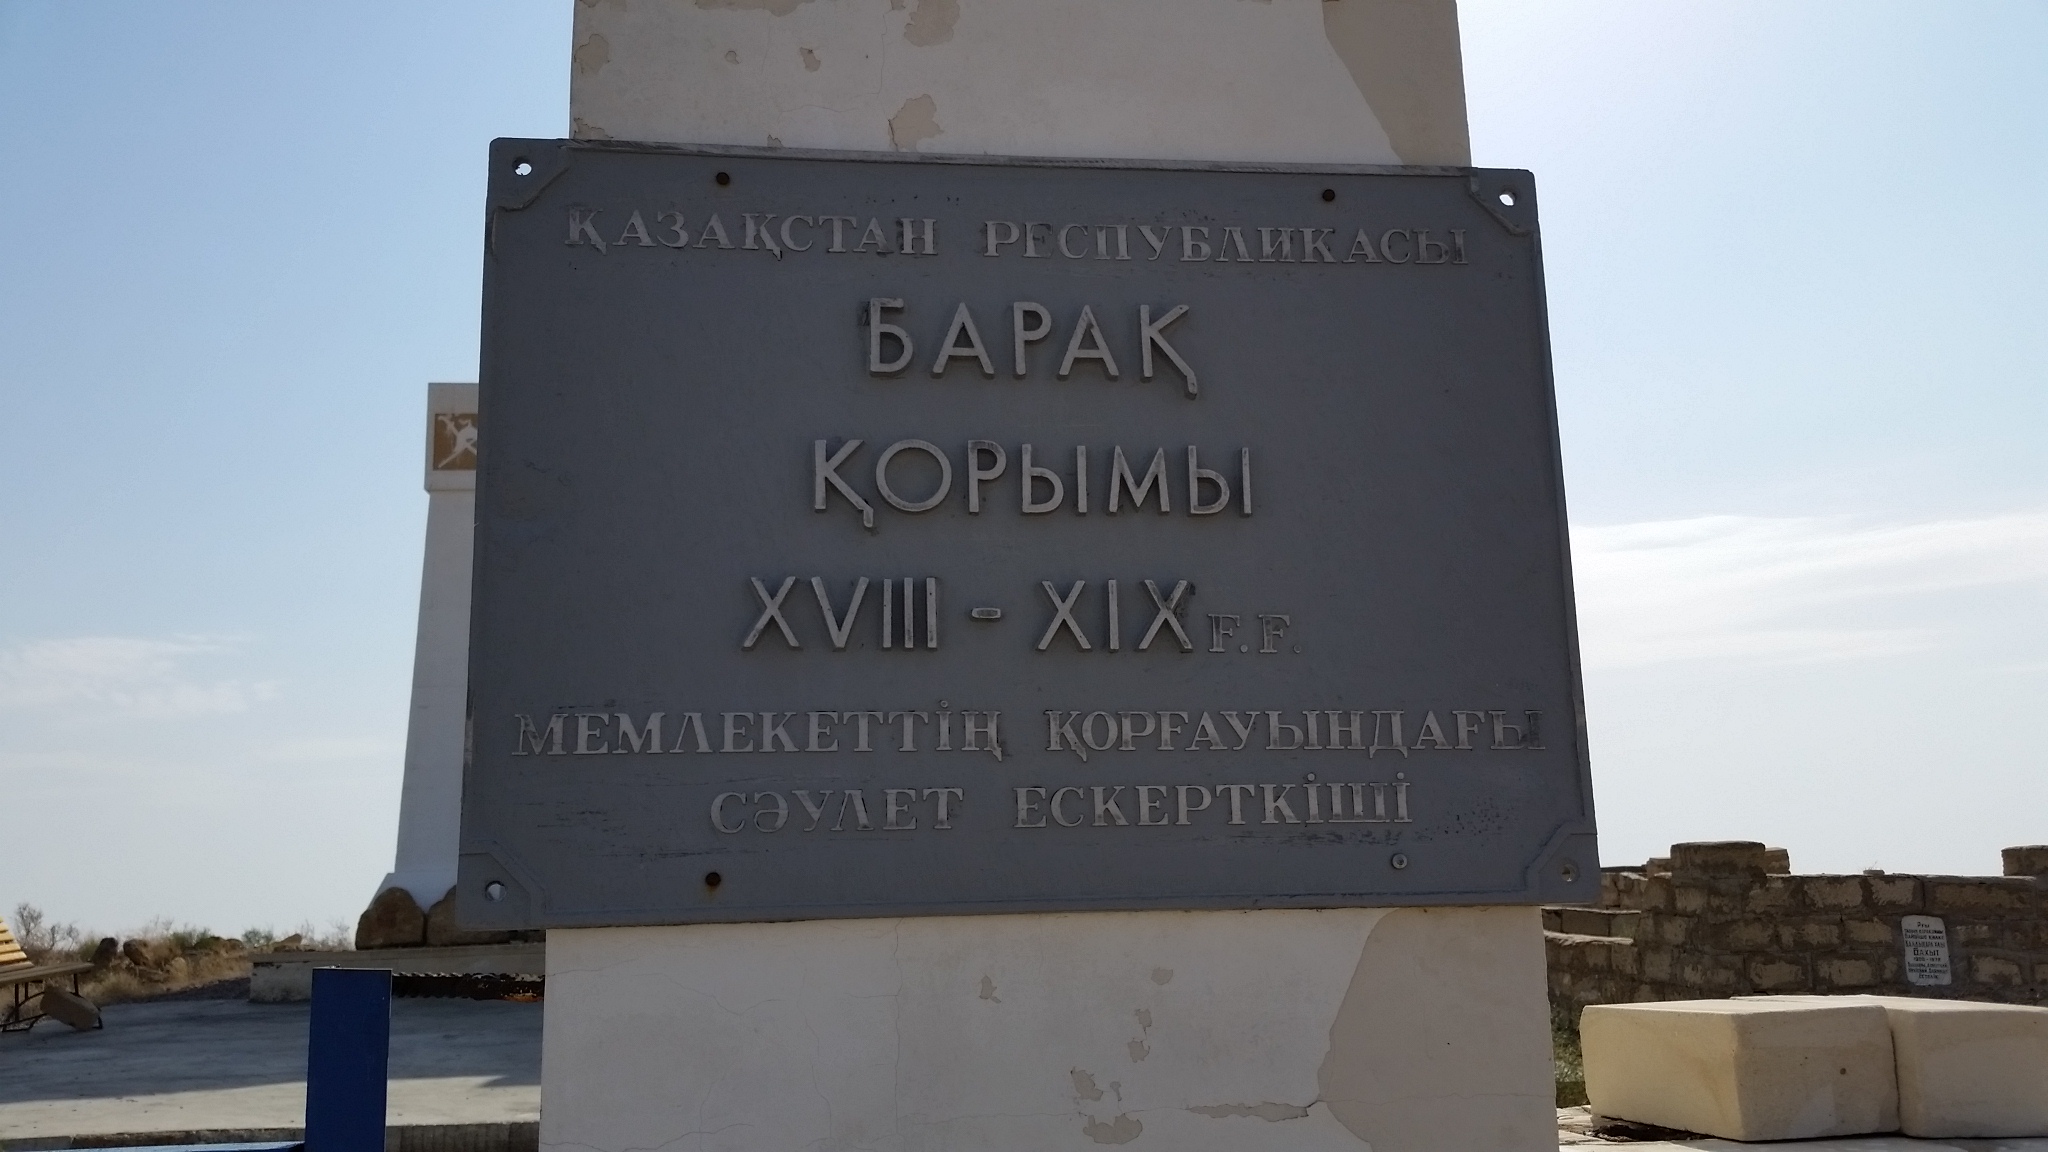 ҚАЗАҚСТАН РЕСПУБЛИКАСЫ
БАРАҚ
ҚОРЫМЫ
XVIII - XIX Ғ.Ғ.
МЕМЛЕКЕТТІҢ ҚОРҒАУЫНДАҒЫ
СӘУЛЕТ ЕСКЕРТКІШІ